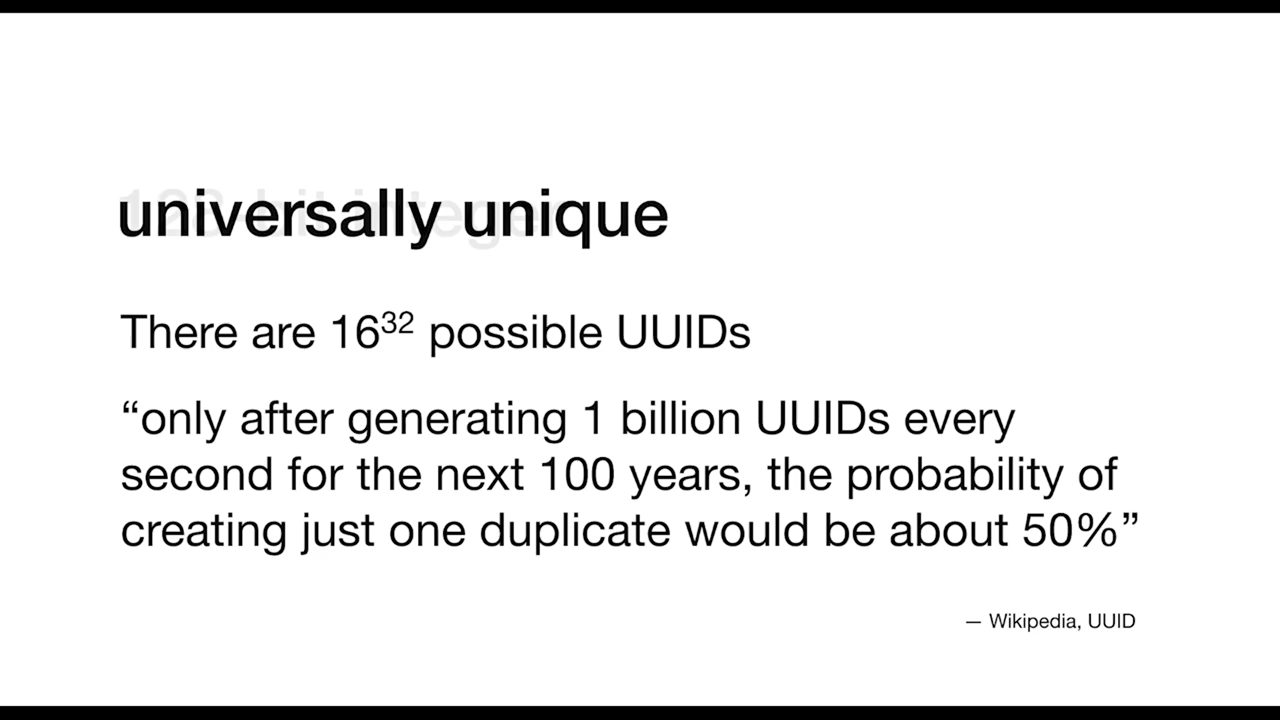 universally unique
There are 16³² possible UUIDs
“only after generating 1 billion UUIDs every
second for the next 100 years, the probability of
creating just one duplicate would be about 50%”
— Wikipedia, UUID